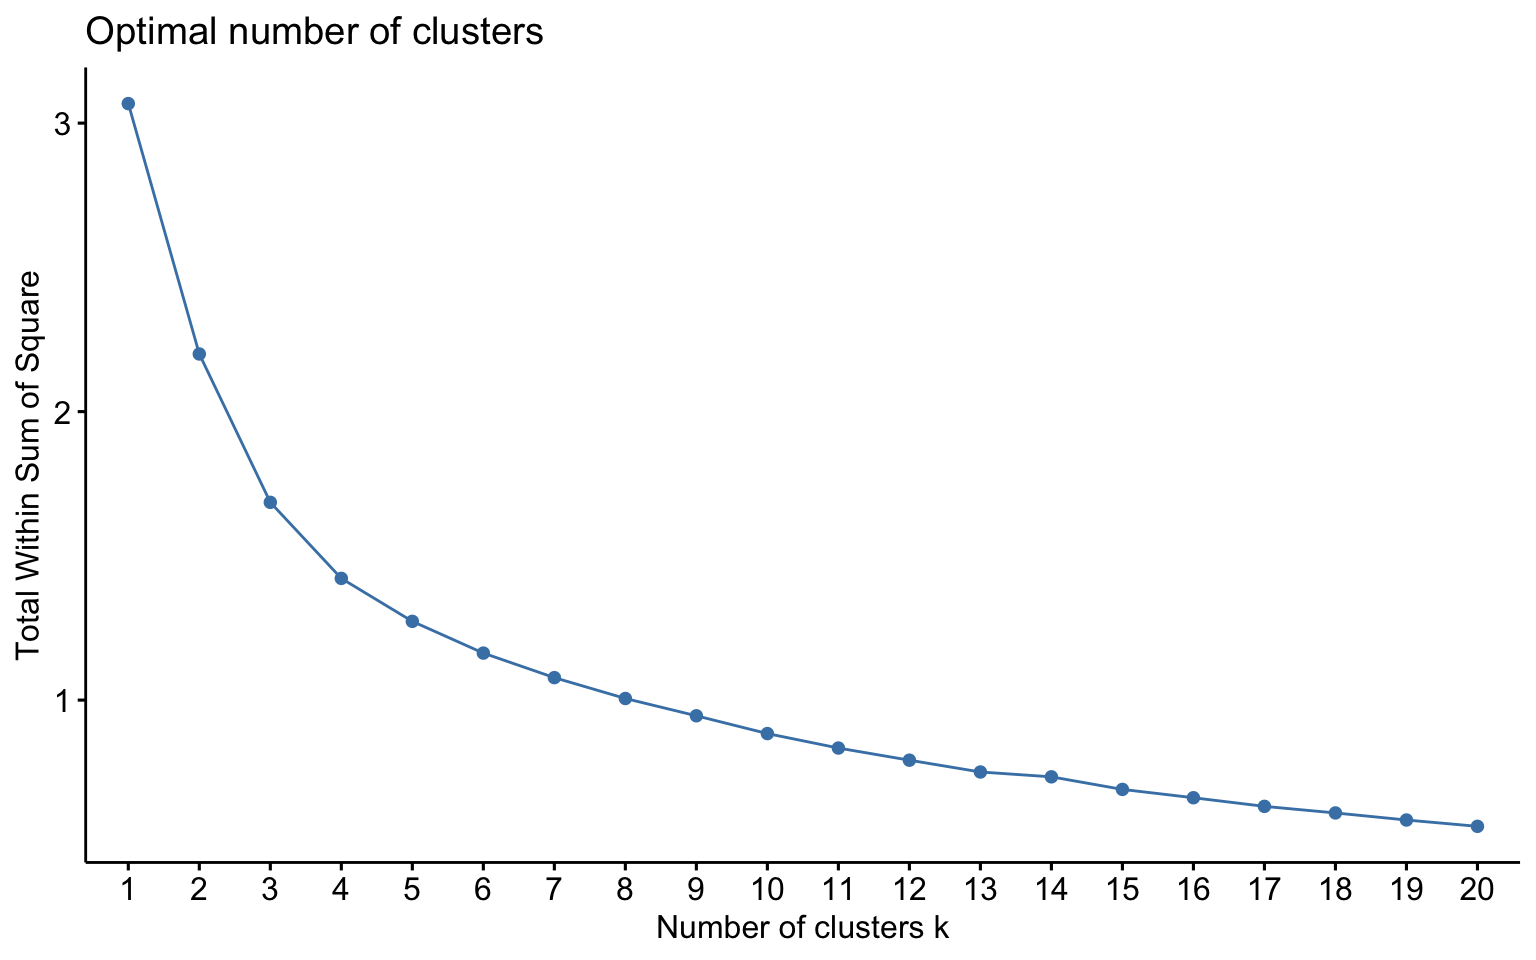 Optimal number of clusters
Total Within Sum of Square
3
2
1
1 2 3 4 5 6 7 8 9 10 11 12 13 14 15 16 17 18 19 20
Number of clusters k